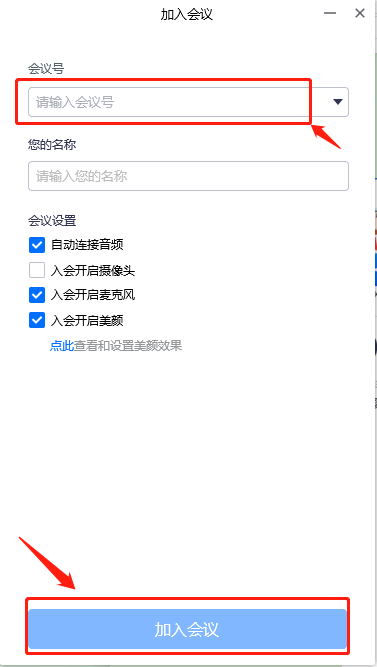 加入会议
会议号
请输入会议号
您的名称
请输入您的名称
会议设置
自动连接音频
入会开启摄像头
入会开启麦克风
入会开启美颜
点此查看和设置美颜效果
加入会议